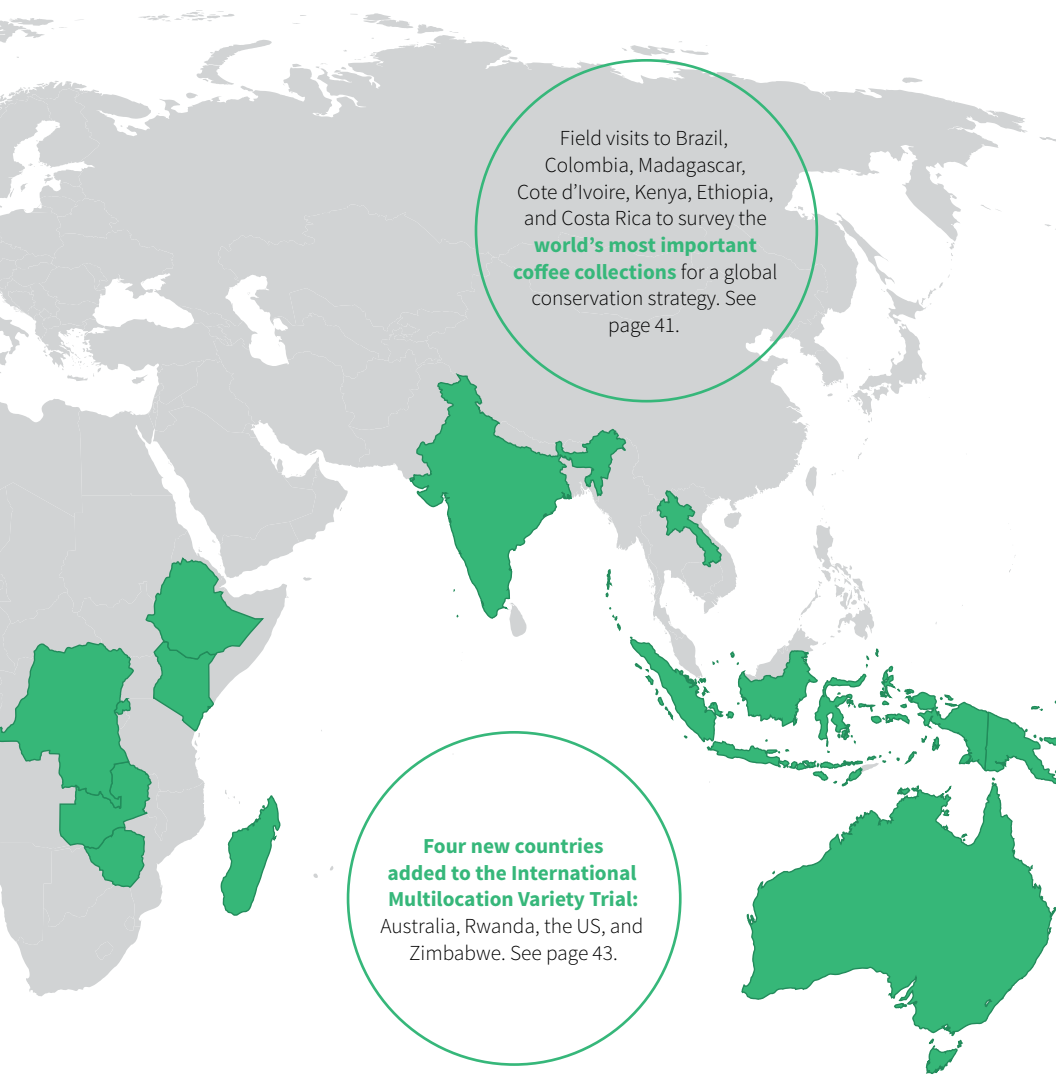 Field visits to Brazil,
Colombia, Madagascar,
Cote d’Ivoire, Kenya, Ethiopia,
and Costa Rica to survey the
world’s most important
coffee collections for a global
conservation strategy. See
page 41.
Four new countries
added to the International
Multilocation Variety Trial:
Australia, Rwanda, the US, and
Zimbabwe. See page 43.